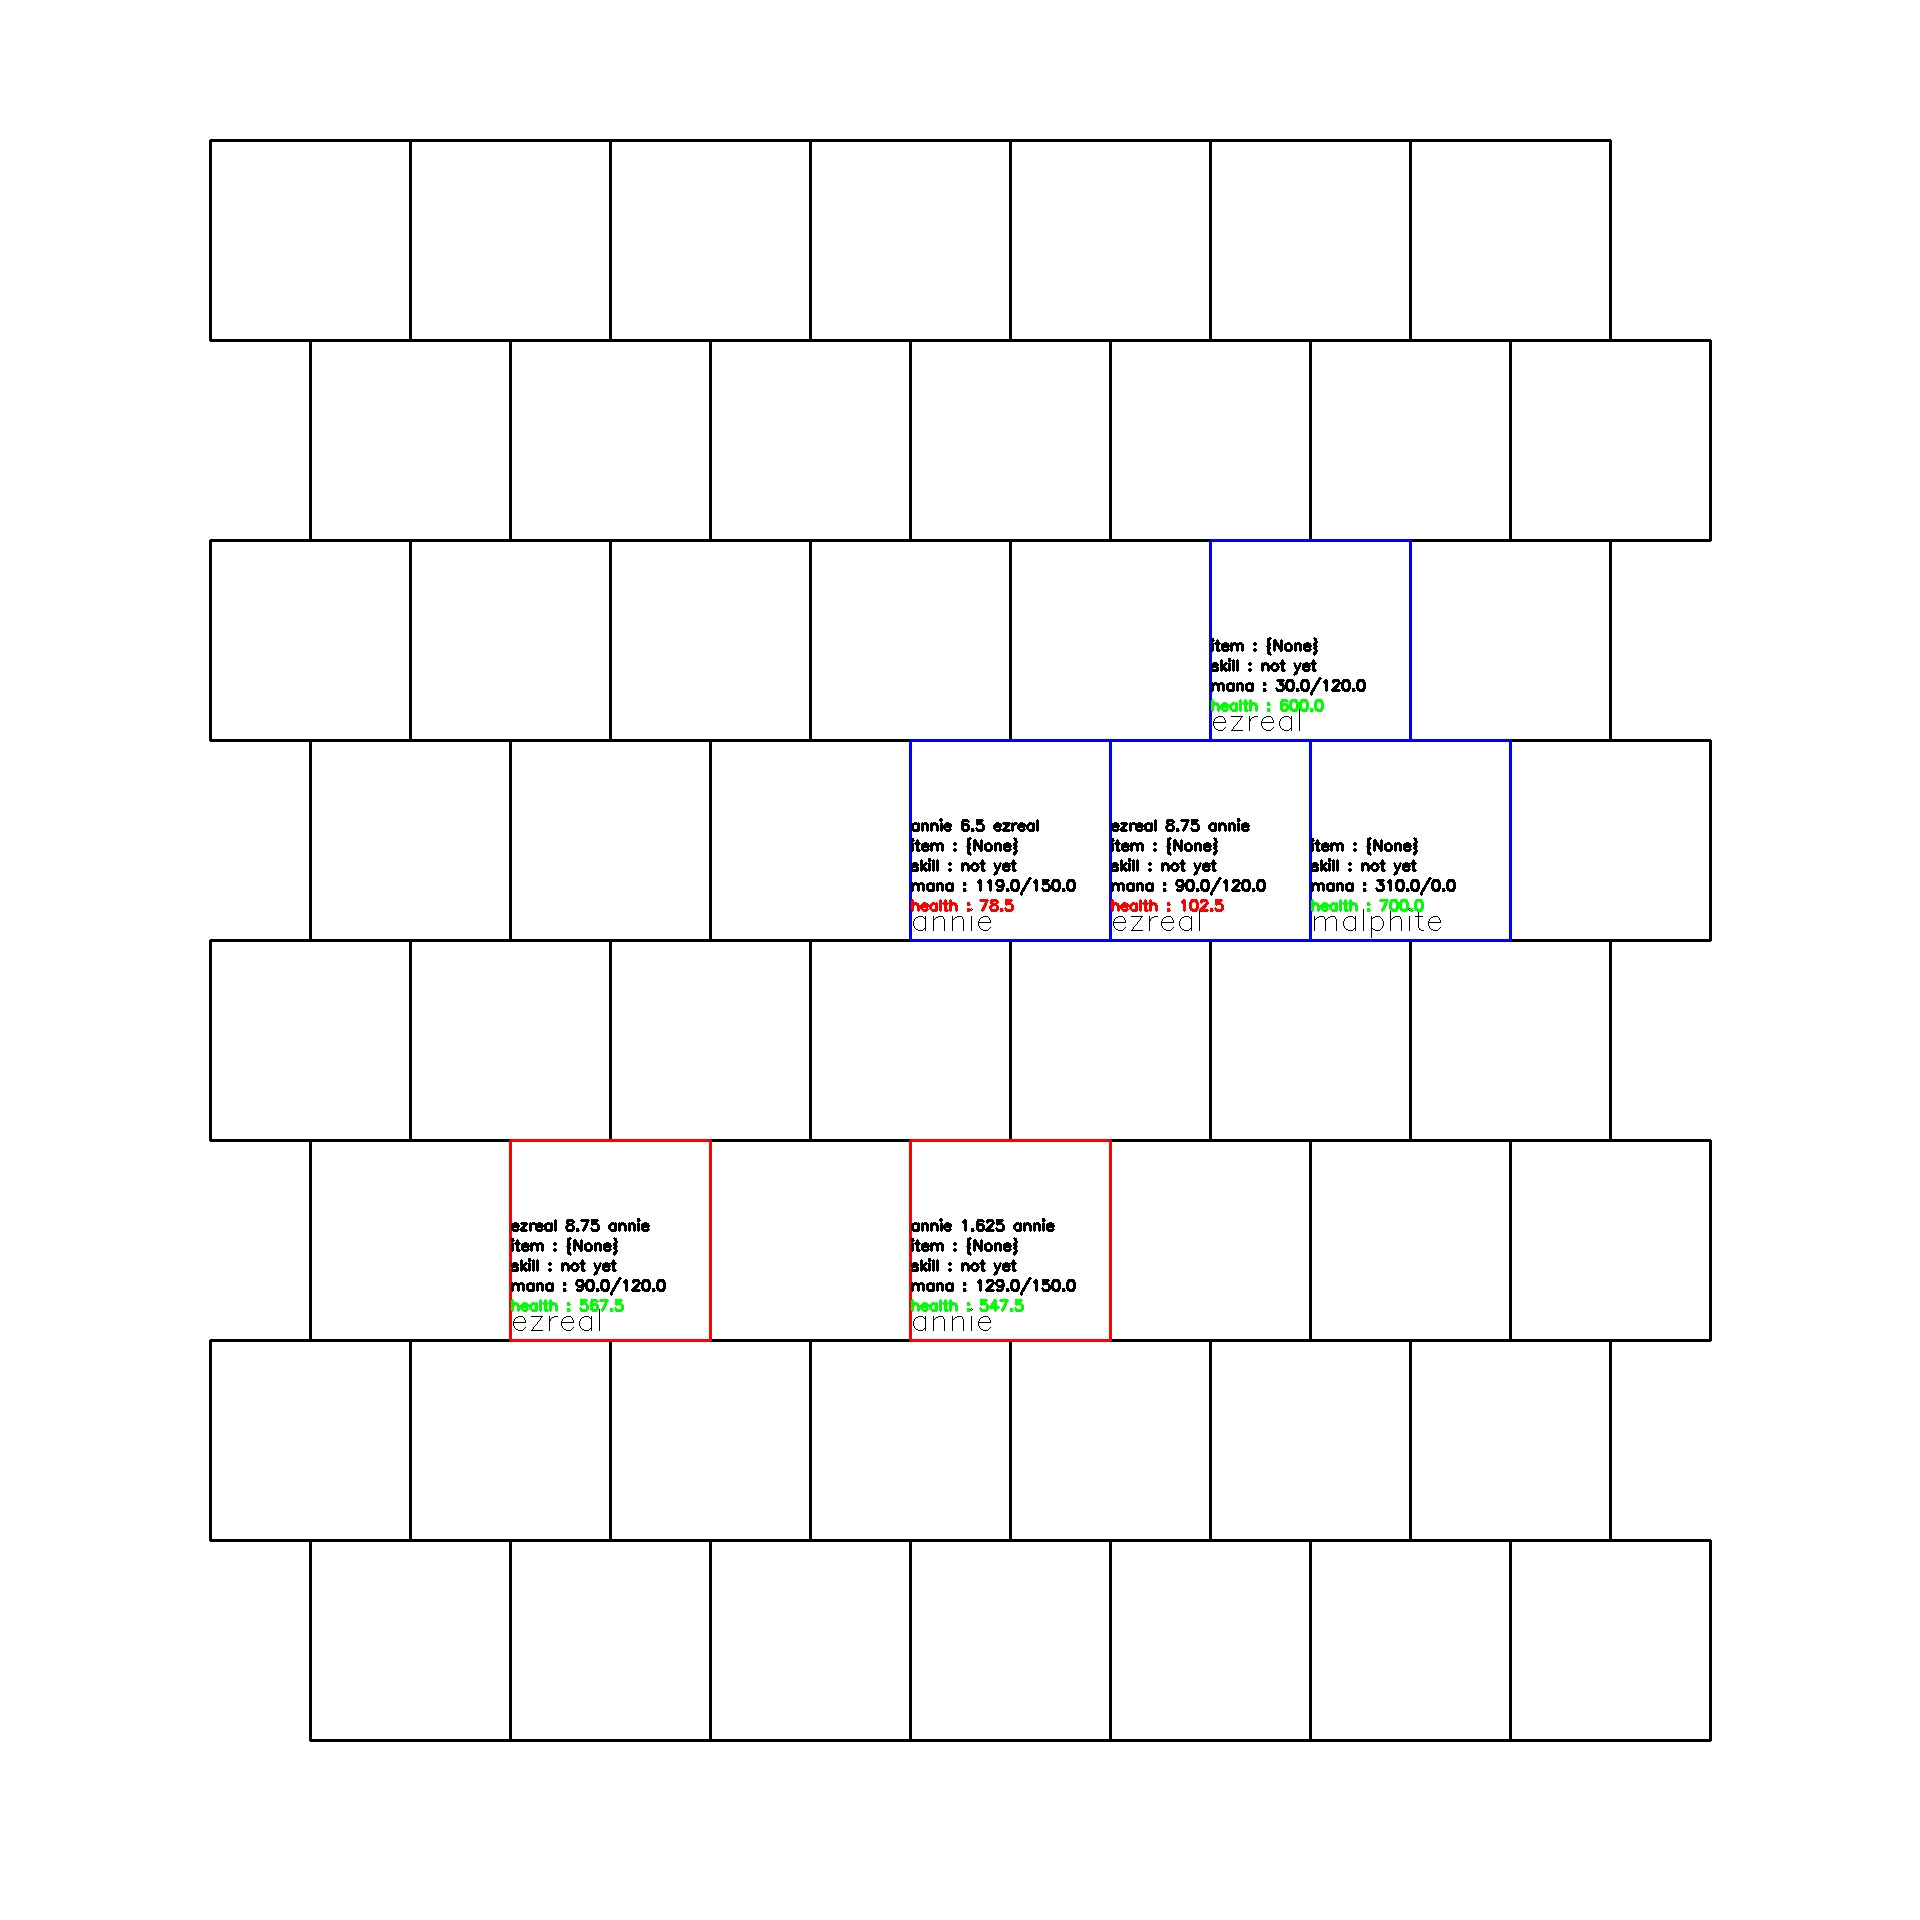 item : {None}
skill : not yet
mana : 30.0/120.0
health : 600.0
ezreal
annie 6.5 ezreal
item : {None}
skill : not yet
mana : 119.0/150.0
health : 78.5
annie
ezreal 8.75 annie
item : {None}
skill : not yet
mana : 90.0/120.0
health : 102.5
ezreal
item : {None}
skill : not yet
mana : 310.0/0.0
health : 700.0
malphite
ezreal 8.75 annie
item : {None}
skill : not yet
mana : 90.0/120.0
health : 567.5
ezreal
annie 1.625 annie
item : {None}
skill : not yet
mana : 129.0/150.0
health : 547.5
annie